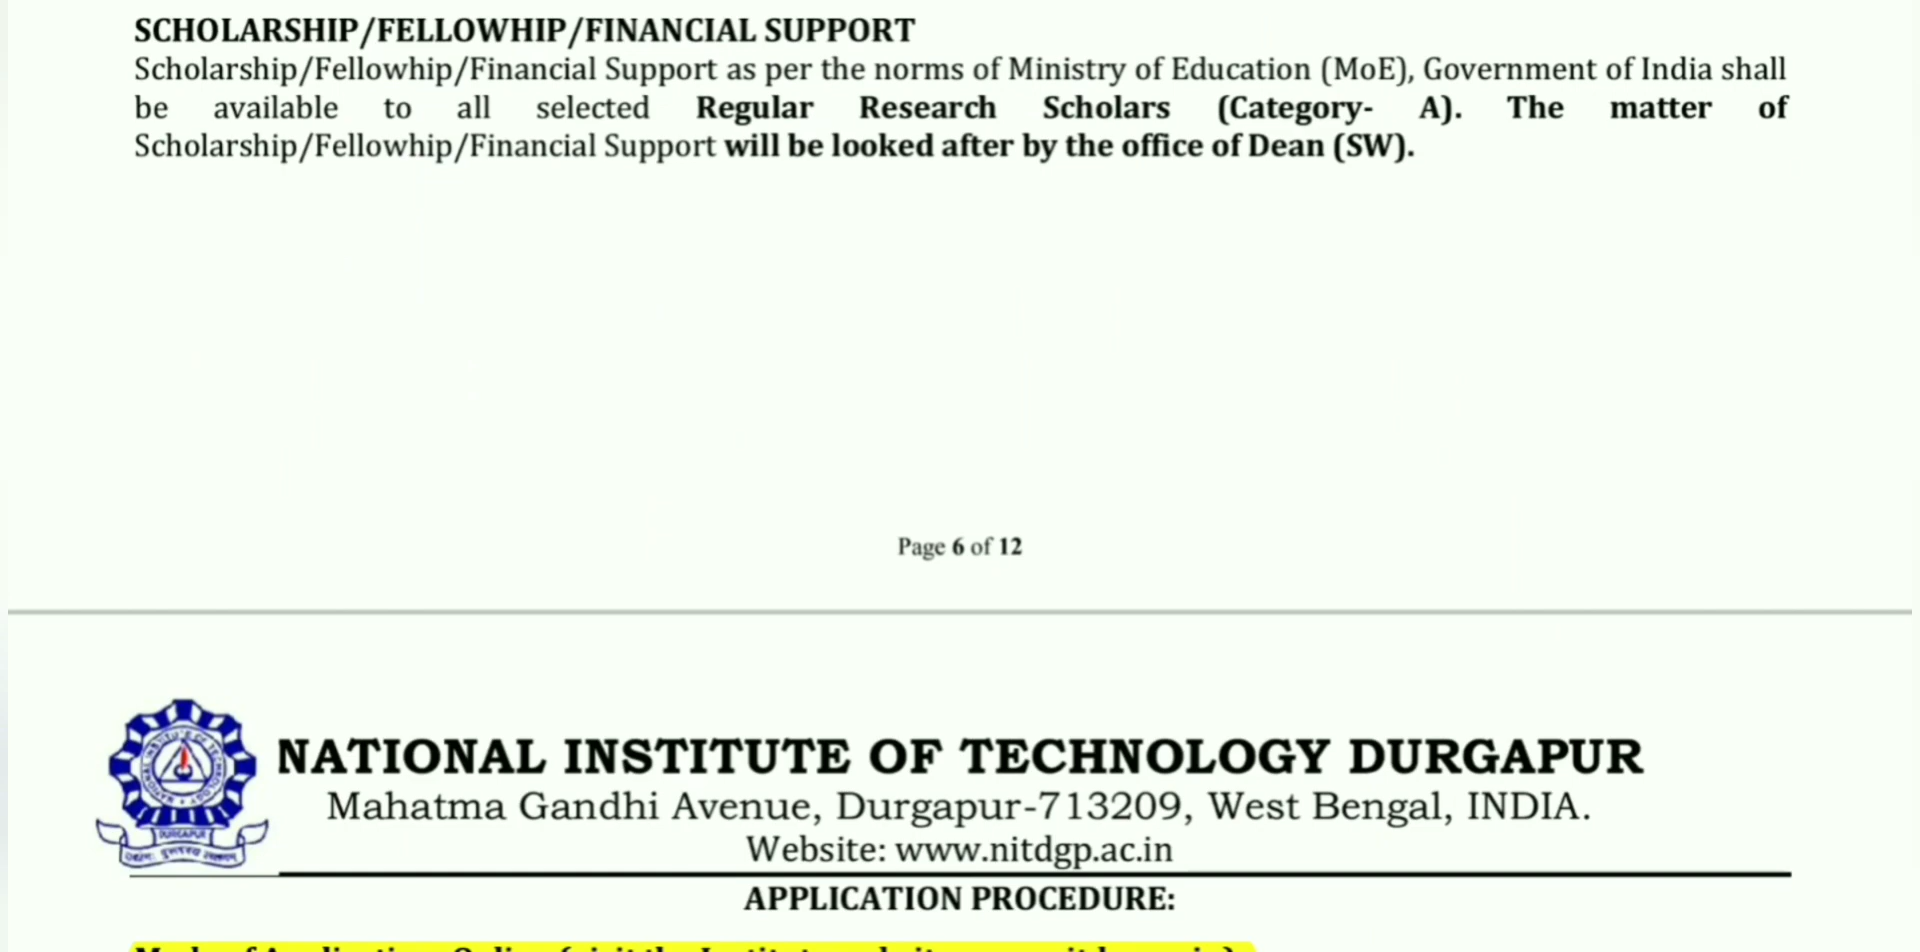 SCHOLARSHIP/FELLOWHIP/FINANCIAL SUPPORT
Scholarship/Fellowhip/Financial Support as per the norms of Ministry of Education (MoE), Government of India shall
be available to all selected Regular Research Scholars (Category- A). The matter of
Scholarship/Fellowhip/Financial Support will be looked after by the office of Dean (SW).
Page 6 of 12
NATIONAL INSTITUTE OF TECHNOLOGY DURGAPUR
Mahatma Gandhi Avenue, Durgapur-713209, West Bengal, INDIA.
Website: www.nitdgp.ac.in
DURGAPUR
APPLICATION PROCEDURE: